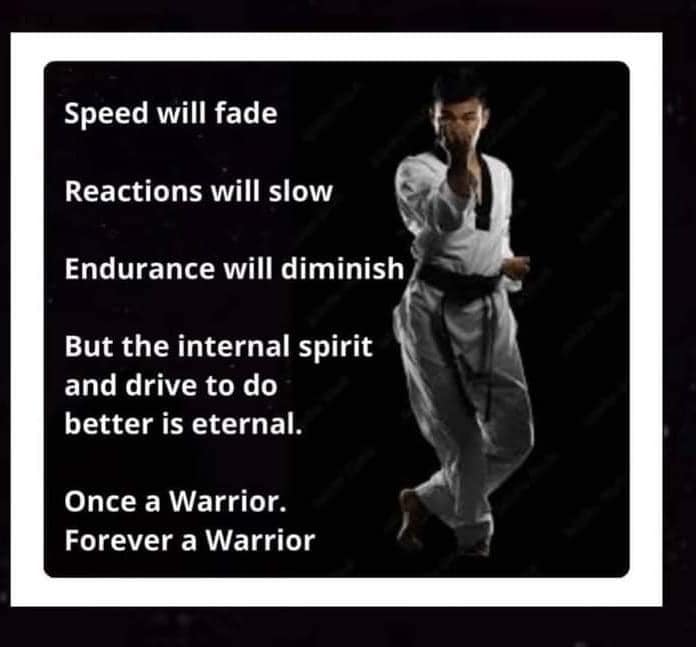 Speed will fade
Reactions will slow
Endurance will diminish
But the internal spirit
and drive to do
better is eternal.
Once a Warrior.
Forever a Warrior